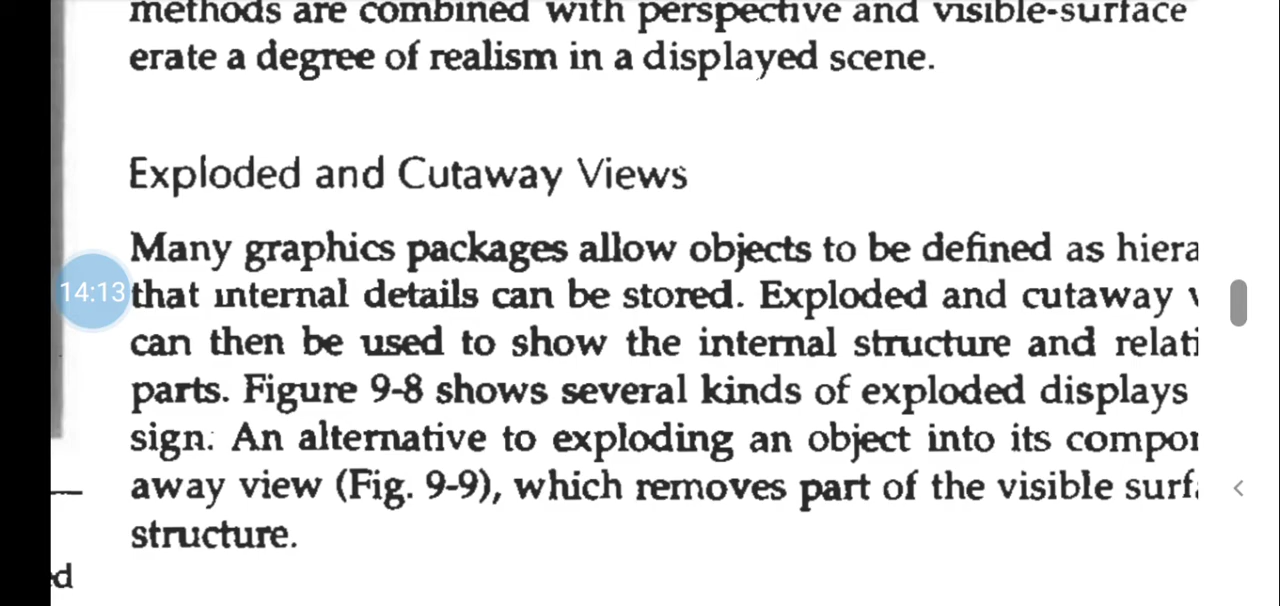 methods are combined with perspective and visible-surface
erate a degree of realism in a displayed scene.
Exploded and Cutaway Views
Many graphics packages allow objects to be defined as hiera
14:13
that internal details can be stored. Exploded and cutaway
can then be used to show the internal structure and relati
parts. Figure 9-8 shows several kinds of exploded displays
sign. An alternative to exploding an object into its compo
away view (Fig. 9-9), which removes part of the visible surf
structure.
d